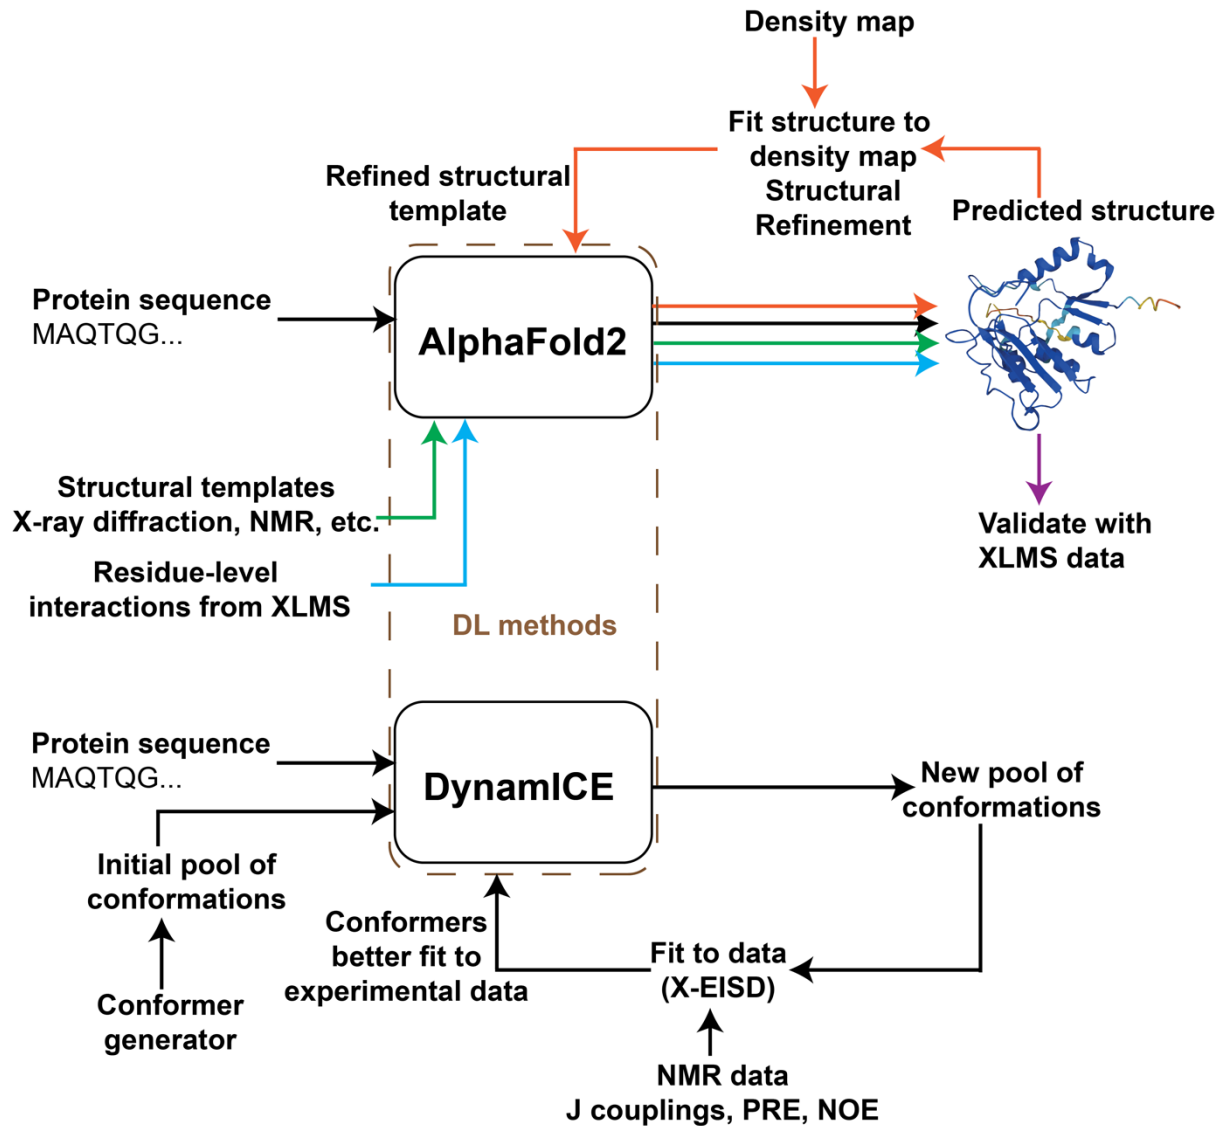 Density map
Fit structure to
density map
Structural
Refinement
Refined structural
template
Predicted structure
Protein sequence
MAQTQG...
AlphaFold2
Structural templates
X-ray diffraction, NMR, etc.
Validate with
XLMS data
Residue-level
interactions from XLMS
DL methods
Protein sequence
MAQTQG...
DynamICE
New pool of
conformations
Initial pool of
conformations
Conformers
better fit to
experimental data
Fit to data
(X-EISD)
Conformer
generator
NMR data
J couplings, PRE, NOE